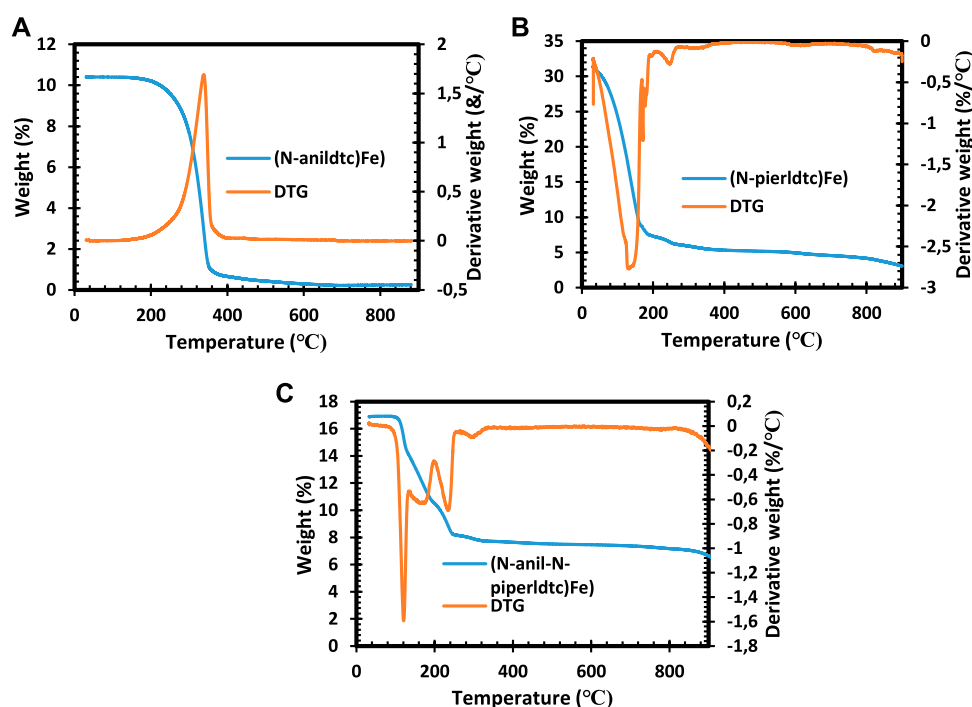 A
12
10
8
6
4
2
0
Weight (%)
2
1,5
1
0,5
0
-0,5
Derivative weight (&/°C)
(N-anildtc)Fe)
DTG
0 200 400 600 800
Temperature (°C)
B
35
30
25
20
15
10
5
0
Weight (%)
0
-0,5
-1
-1,5
-2
-2,5
-3
Derivative weight (%/°C)
(N-pierldtc)Fe)
DTG
0 200 400 600 800
Temperature (°C)
C
18
16
14
12
10
8
6
4
2
0
Weight (%)
0,2
0
-0,2
-0,4
-0,6
-0,8
-1
-1,2
-1,4
-1,6
-1,8
Derivative weight (%/°C)
(N-anil-N-
piperldtc)Fe)
DTG
0 200 400 600 800
Temperature (°C)